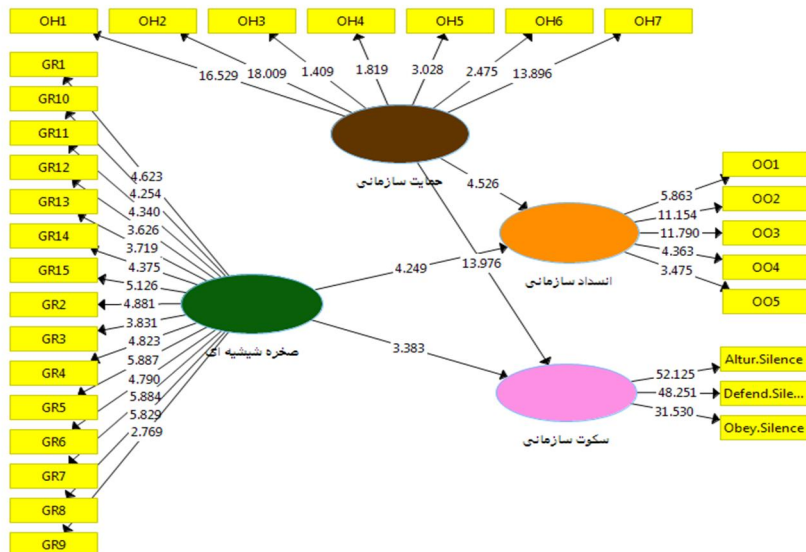 OH1
OH2
OH3
OH4
OH5
OH6
OH7
16.529
18.009
1.409
1.819
3.028
2.475
13.896
GR1
GR10
GR11
GR12
GR13
GR14
GR15
GR2
GR3
GR4
GR5
GR6
GR7
GR8
GR9
4.623
4.254
4.340
3.626
3.719
4.375
5.126
4.881
3.831
4.823
5.887
4.790
5.884
5.829
2.769
حمایت سازمانی
4.526
13.976
صخره شیشیه ای
4.249
3.383
انسداد سازمانی
5.863
11.154
11.790
4.363
3.475
OO1
OO2
OO3
OO4
OO5
سکوت سازمانی
52.125
48.251
31.530
Altur.Silence
Defend.Sile...
Obey.Silence